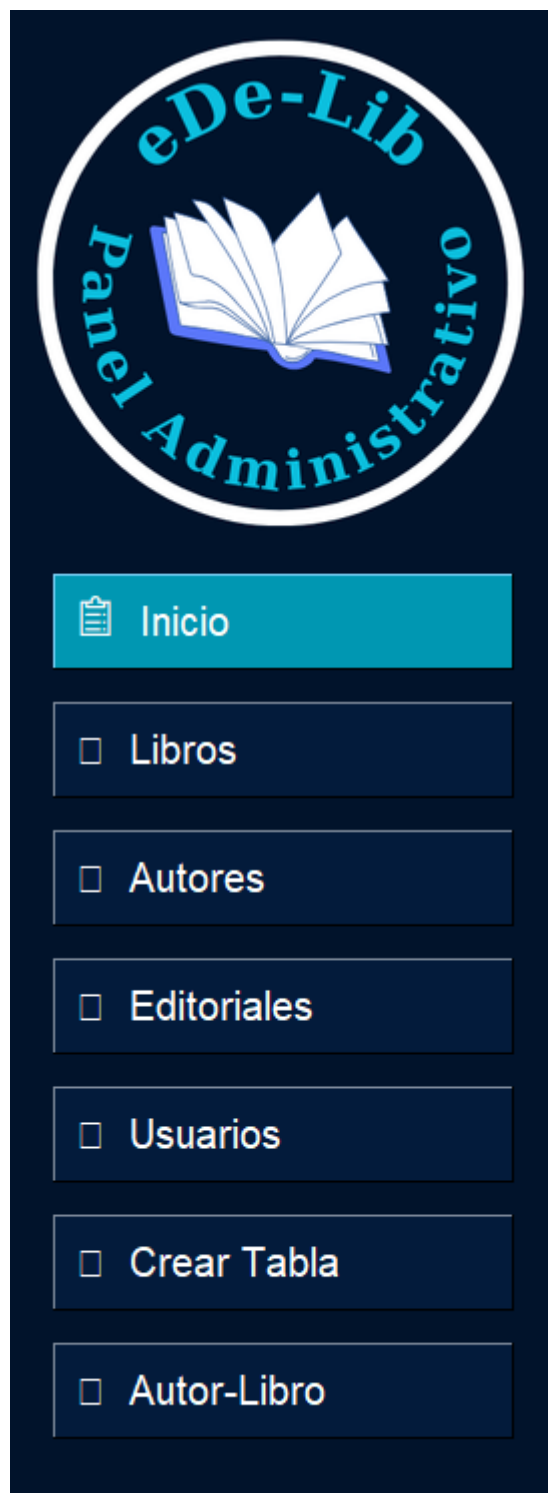 eDe-Lib
Panel Administrativo
Inicio
Libros
Autores
Editoriales
Usuarios
Crear Tabla
Autor-Libro